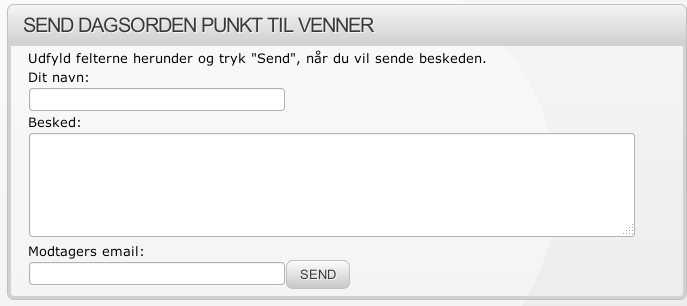 SEND DAGSORDEN PUNKT TIL VENNER
Udfyld felterne herunder og tryk "Send", når du vil sende beskeden.
Dit navn:
Besked:
Modtagers email:
SEND